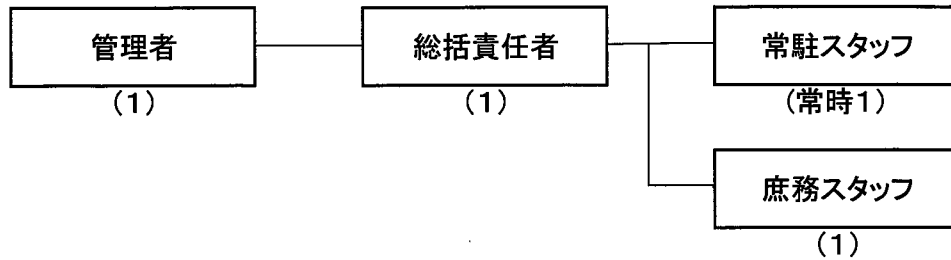 管理者
(1)
総括責任者
(1)
常駐スタッフ
(常時1)
庶務スタッフ
(1)